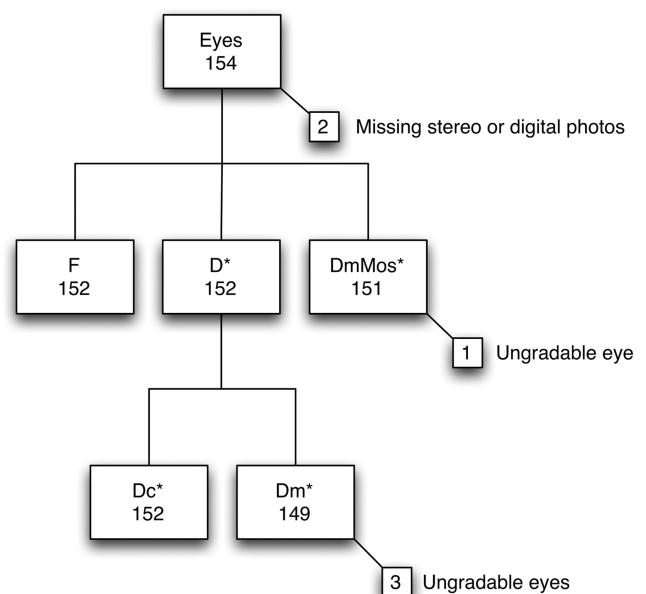 Eyes
154
2 Missing stereo or digital photos
F
152
D*
152
DmMos*
151
1 Ungradable eye
Dc*
152
Dm*
149
3 Ungradable eyes